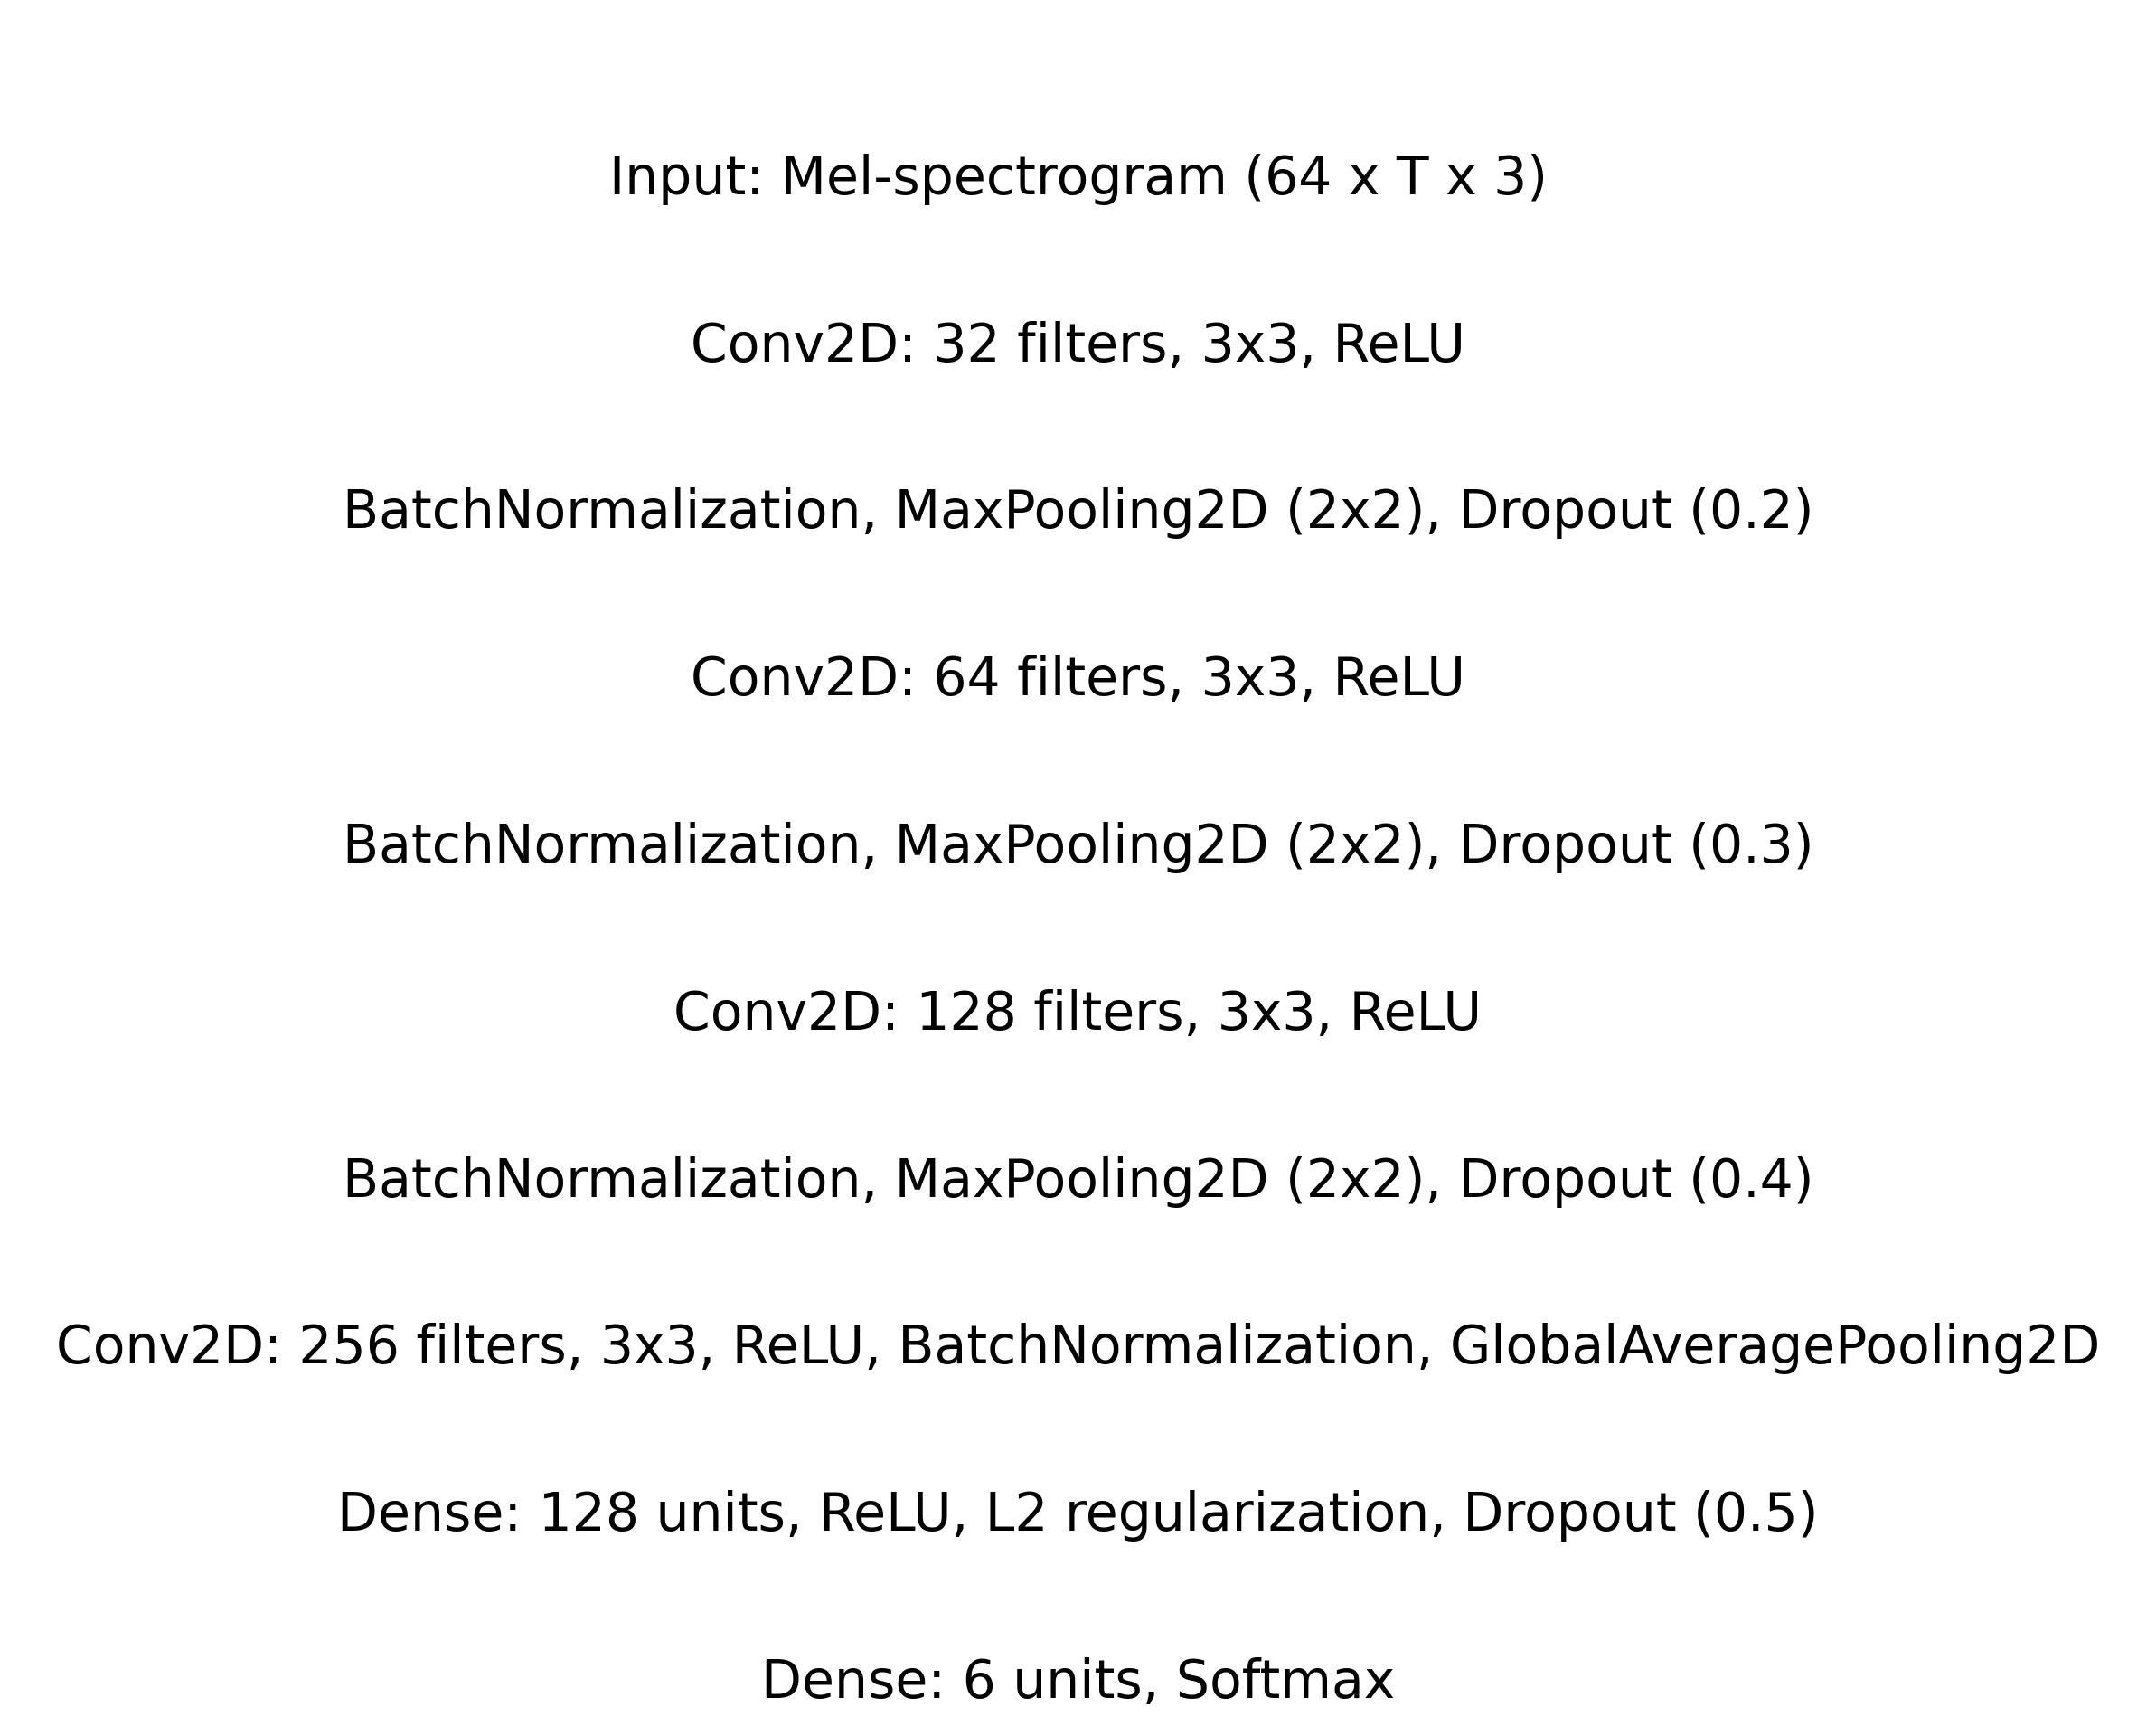 Input: Mel-spectrogram (64 x T x 3)
Conv2D: 32 filters, 3x3, ReLU
BatchNormalization, MaxPooling2D (2x2), Dropout (0.2)
Conv2D: 64 filters, 3x3, ReLU
BatchNormalization, MaxPooling2D (2x2), Dropout (0.3)
Conv2D: 128 filters, 3x3, ReLU
BatchNormalization, MaxPooling2D (2x2), Dropout (0.4)
Conv2D: 256 filters, 3x3, ReLU, BatchNormalization, GlobalAveragePooling2D
Dense: 128 units, ReLU, L2 regularization, Dropout (0.5)
Dense: 6 units, Softmax